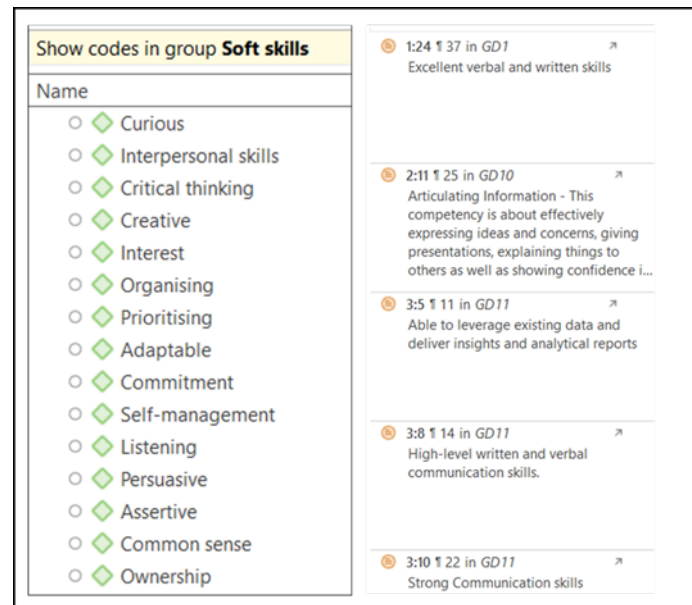 Show codes in group Soft skills
Name
Curious
Interpersonal skills
Critical thinking
Creative
Interest
Organising
Prioritising
Adaptable
Commitment
Self-management
Listening
Persuasive
Assertive
Common sense
Ownership
1:24 ¶ 37 in GD1
Excellent verbal and written skills
2:11 ¶ 25 in GD10
Articulating Information - This
competency is about effectively
expressing ideas and concerns, giving
presentations, explaining things to
others as well as showing confidence i...
3:5 ¶ 11 in GD11
Able to leverage existing data and
deliver insights and analytical reports
3:8 ¶ 14 in GD11
High-level written and verbal
communication skills.
3:10 ¶ 22 in GD11
Strong Communication skills